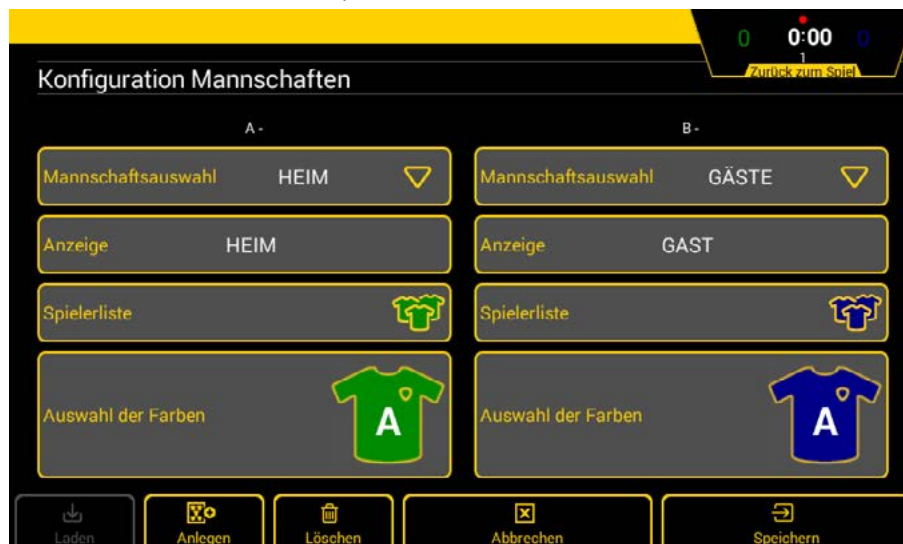 0 0:00 0
1
Zurück zum Spiel
Konfiguration Mannschaften
A -
B -
Mannschaftsauswahl HEIM
Mannschaftsauswahl GÄSTE
Anzeige HEIM
Anzeige GAST
Spielerliste
Spielerliste
Auswahl der Farben A
Auswahl der Farben A
Laden
Anlegen
Löschen
Abbrechen
Speichern